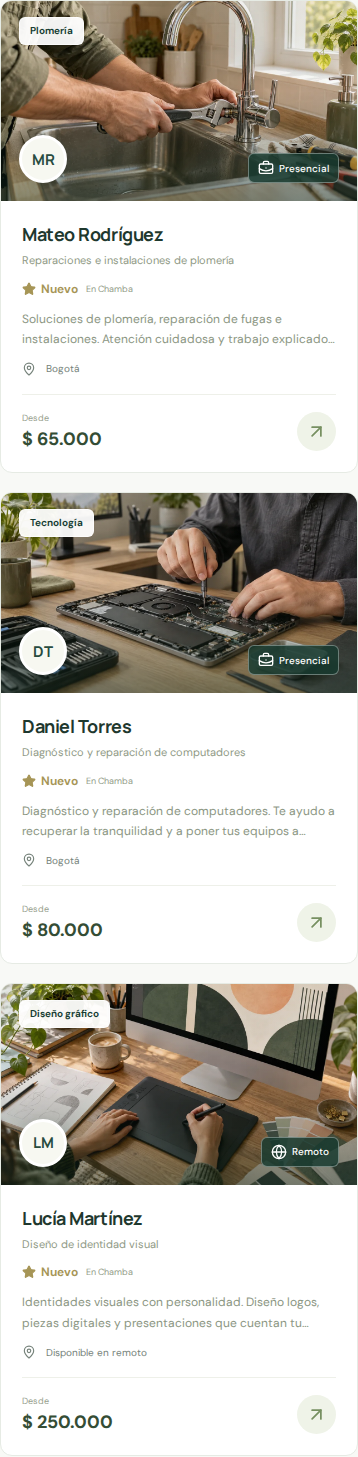 Plomería
MR
Presencial
Mateo Rodríguez
Reparaciones e instalaciones de plomería
Nuevo En Chamba
Soluciones de plomería, reparación de fugas e
instalaciones. Atención cuidadosa y trabajo explicado...
Bogotá
Desde
$ 65.000
Tecnología
DT
Presencial
Daniel Torres
Diagnóstico y reparación de computadores
Nuevo En Chamba
Diagnóstico y reparación de computadores. Te ayudo a
recuperar la tranquilidad y a poner tus equipos a...
Bogotá
Desde
$ 80.000
Diseño gráfico
LM
Remoto
Lucía Martínez
Diseño de identidad visual
Nuevo En Chamba
Identidades visuales con personalidad. Diseño logos,
piezas digitales y presentaciones que cuentan tu...
Disponible en remoto
Desde
$ 250.000